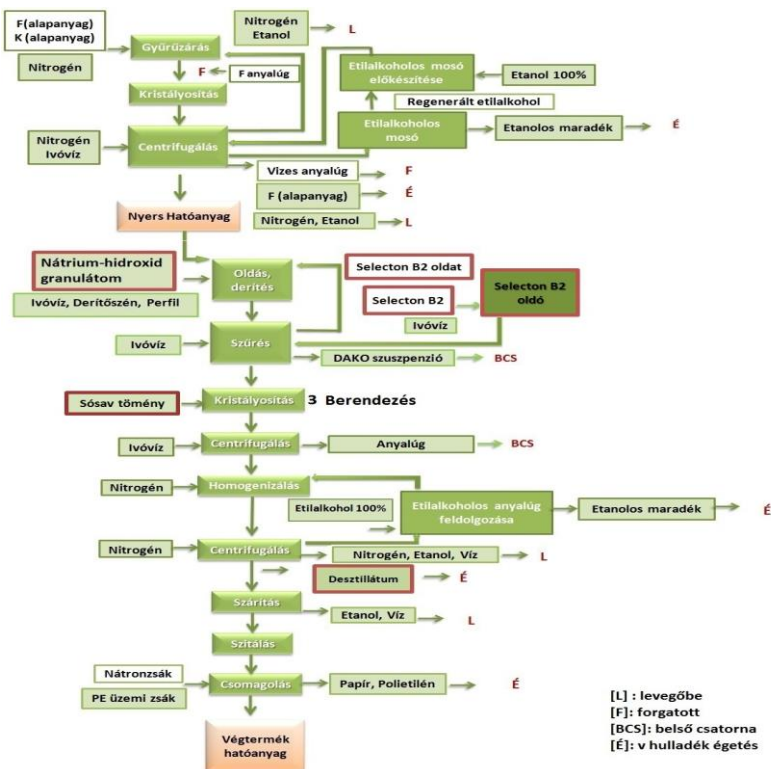 F(alapanyag)
K (alapanyag)
Nitrogén
Gyűrűzárás
Nitrogén
Etanol
L
F
F anyalúg
Kristályosítás
Etilalkoholos mosó
előkészítése
Etanol 100%
Regenerált etilalkohol
Etilalkoholos
mosó
Etanolos maradék
É
Nitrogén
Ivóvíz
Centrifugálás
Vizes anyalúg
F
F (alapanyag)
É
Nitrogén, Etanol
L
Nyers Hatóanyag
Nátrium-hidroxid
granulátom
Ivóvíz, Derítőszén, Perfil
Oldás,
derítés
Selecton B2 oldat
Selecton B2
Ivóvíz
Selecton B2
oldó
Ivóvíz
Szűrés
DAKO szuszpenzió
BCS
Sósav tömény
Kristályosítás
3 Berendezés
Ivóvíz
Centrifugálás
Anyalúg
BCS
Nitrogén
Homogenizálás
Etilalkohol 100%
Etilalkoholos anyalúg
feldolgozása
Etanolos maradék
É
Nitrogén
Centrifugálás
Nitrogén, Etanol, Víz
L
Desztillátum
É
Szárítás
Etanol, Víz
L
Szitálás
Nátronzsák
PE üzemi zsák
Csomagolás
Papír, Polietilén
É
Végtermék
hatóanyag
[L] : levegőbe
[F]: forgatott
[BCS]: belső csatorna
[É]: v hulladék égetés